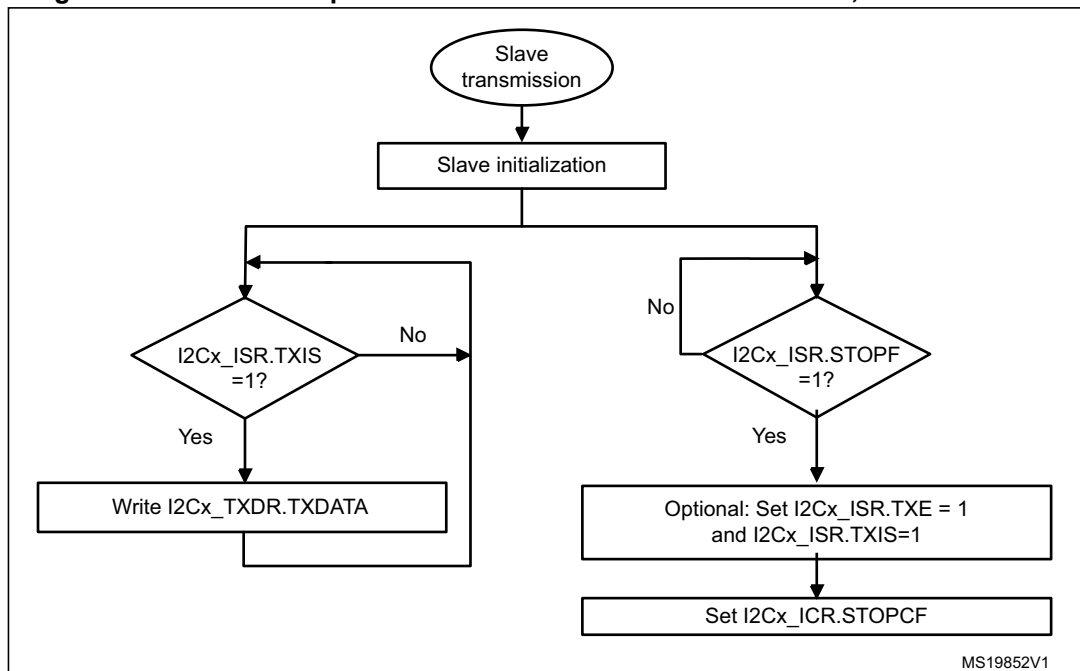 Slave
transmission
Slave initialization
I2Cx_ISR.TXIS
=1?
No
Yes
Write I2Cx_TXDR.TXDATA
No
I2Cx_ISR.STOPF
=1?
Yes
Optional: Set I2Cx_ISR.TXE = 1
and I2Cx_ISR.TXIS=1
Set I2Cx_ICR.STOPCF
MS19852V1